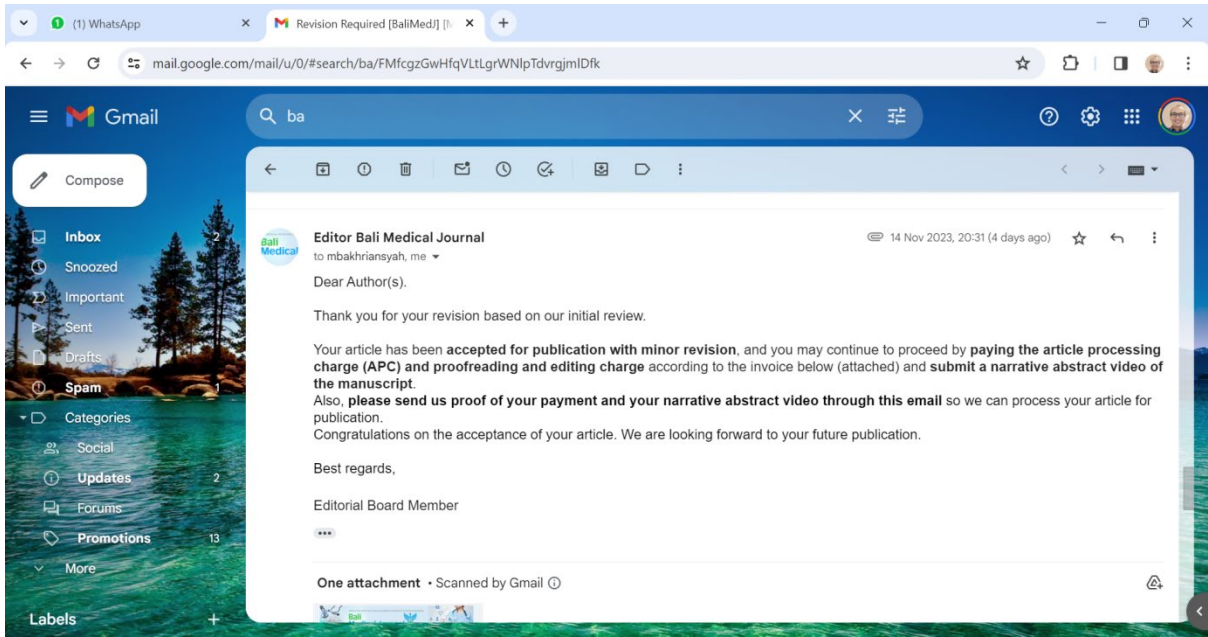 (1) WhatsApp
Revision Required [BaliMedJ] [M
mail.google.com/mail/u/0/#search/ba/FMfcgzGwHfqVLtLgrWNlpTdvrgjmlDfk
Gmail
ba
Compose
Inbox 2
Snoozed
Important
Sent
Drafts
Spam 1
Categories
Social
Updates 2
Forums
Promotions 13
More
Labels
Bali
Medical
Editor Bali Medical Journal
14 Nov 2023, 20:31 (4 days ago)
to mbakhriansyah, me
Dear Author(s).
Thank you for your revision based on our initial review.
Your article has been accepted for publication with minor revision, and you may continue to proceed by paying the article processing
charge (APC) and proofreading and editing charge according to the invoice below (attached) and submit a narrative abstract video of
the manuscript.
Also, please send us proof of your payment and your narrative abstract video through this email so we can process your article for
publication.
Congratulations on the acceptance of your article. We are looking forward to your future publication.
Best regards,
Editorial Board Member
One attachment • Scanned by Gmail
Bali